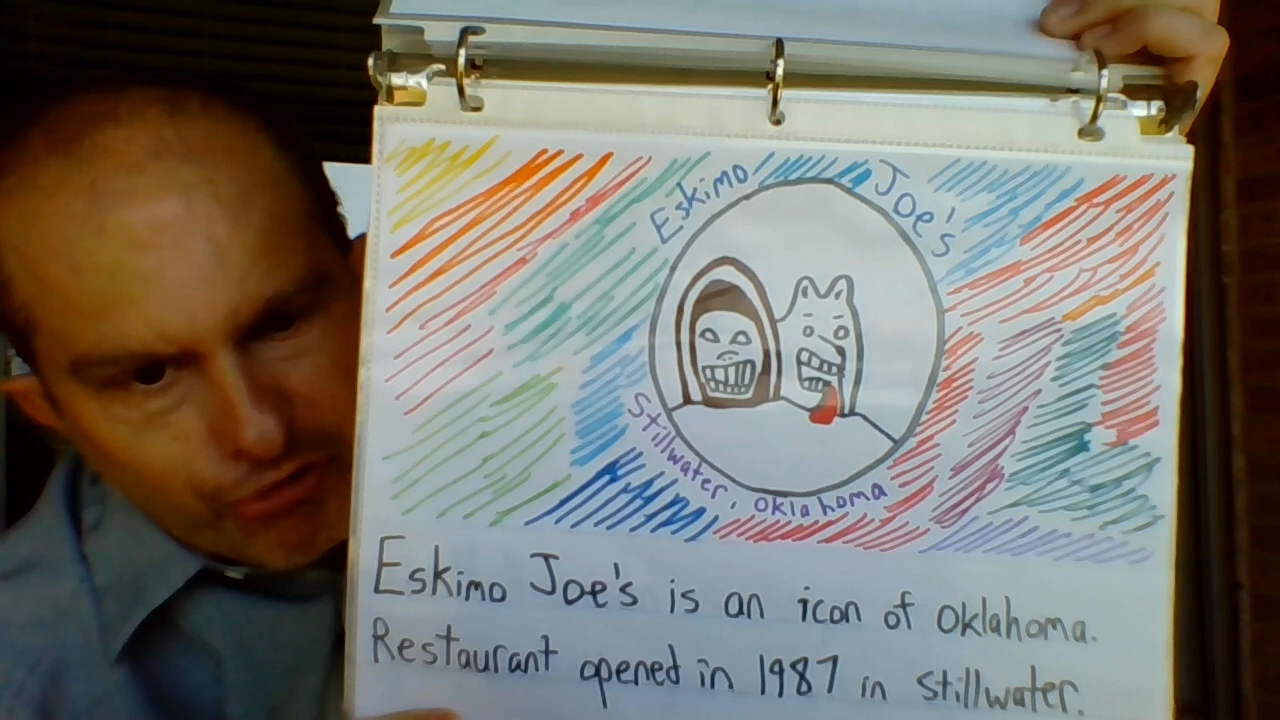 Eskimo Joe's
Stillwater, Oklahoma
Eskimo Joe's is an icon of Oklahoma.
Restaurant opened in 1987 in Stillwater.